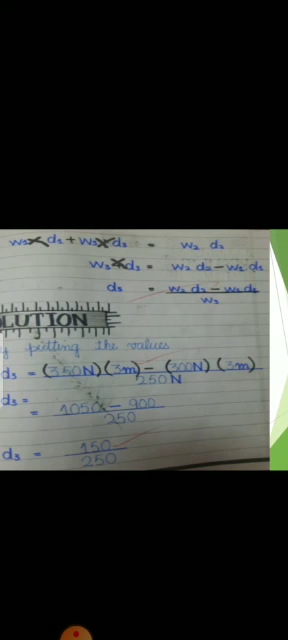 w₁ × d₁ + w₃ × d₃ = w₂ d₂
w₃ × d₃ = w₂ d₂ – w₁ d₁
d₃ = w₂ d₂ – w₁ d₁ / w₃
OLUTION
y putting the values
d₃ = (350N) (3m) – (300N) (3m) / 250N
d₃ =
= 1050 – 900 / 250
d₃ = 150 / 250